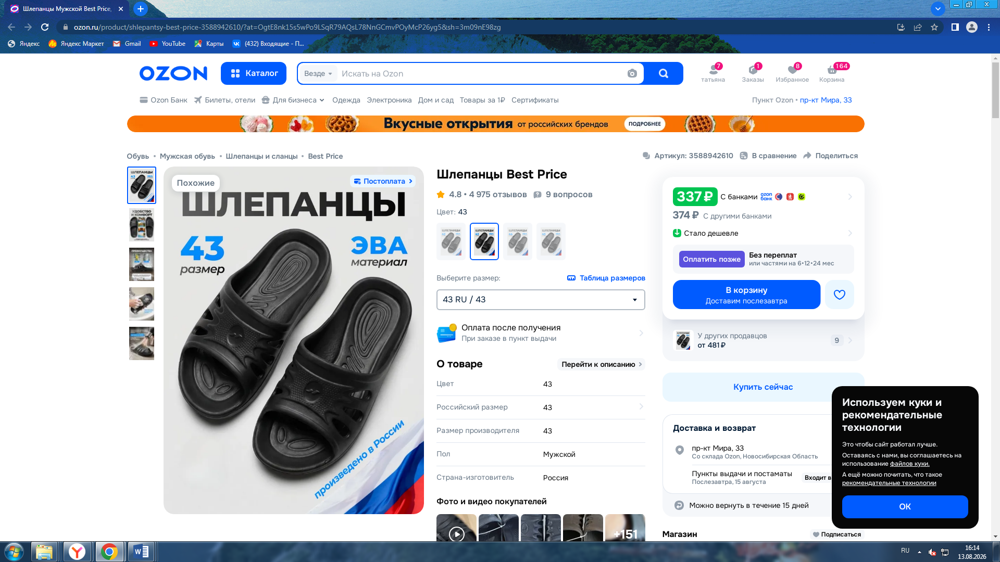 Шлепанцы Мужской Best Price,
ozon.ru/product/shlepantsy-best-price-3588942610/?at=OgtE8nk15s5wPo9LSqR79AQsL78NnGCmvPOyMcP26yg5&sh=3m09nE98zg
Яндекс
Яндекс Маркет
Gmail
YouTube
Карты
(432) Входящие - П...
OZON
Каталог
Везде
Искать на Ozon
7
татьяна
1
Заказы
8
Избранное
164
Корзина
Ozon Банк
Билеты, отели
Для бизнеса
Одежда
Электроника
Дом и сад
Товары за 1₽
Сертификаты
Пункт Ozon • пр-кт Мира, 33
Вкусные открытия от российских брендов
ПОДРОБНЕЕ
Обувь • Мужская обувь • Шлепанцы и сланцы • Best Price
Артикул: 3588942610
В сравнение
Поделиться
Похожие
Постоплата
ШЛЕПАНЦЫ
43
размер
ЭВА
материал
произведено в России
Шлепанцы Best Price
4.8 • 4 975 отзывов
9 вопросов
Цвет: 43
Выберите размер:
Таблица размеров
43 RU / 43
Оплата после получения
При заказе в пункт выдачи
О товаре
Перейти к описанию
Цвет 43
Российский размер 43
Размер производителя 43
Пол Мужской
Страна-изготовитель Россия
Фото и видео покупателей
+151
337 ₽ С банками
ozon банк
374 ₽ С другими банками
Стало дешевле
Оплатить позже
Без переплат
или частями на 6•12•24 мес
В корзину
Доставим послезавтра
У других продавцов
от 481 ₽
9
Купить сейчас
Доставка и возврат
пр-кт Мира, 33
Со склада Ozon, Новосибирская Область
Пункты выдачи и постаматы
Послезавтра, 15 августа
Входит в
Можно вернуть в течение 15 дней
Магазин
Подписаться
Используем куки и
рекомендательные
технологии
Это чтобы сайт работал лучше.
Оставаясь с нами, вы соглашаетесь на
использование файлов куки.
А ещё можно почитать, что такое
рекомендательные технологии
ОК
RU
16:14
13.08.2026